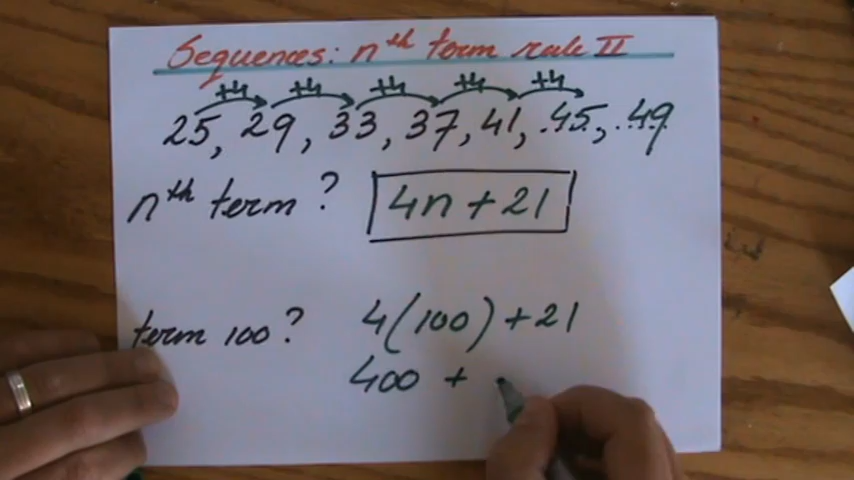 Sequences: nth term rule II
+4 +4 +4 +4 +4
25, 29, 33, 37, 41, 45, 49
nth term ? 4n + 21
term 100 ? 4(100) + 21
400 +